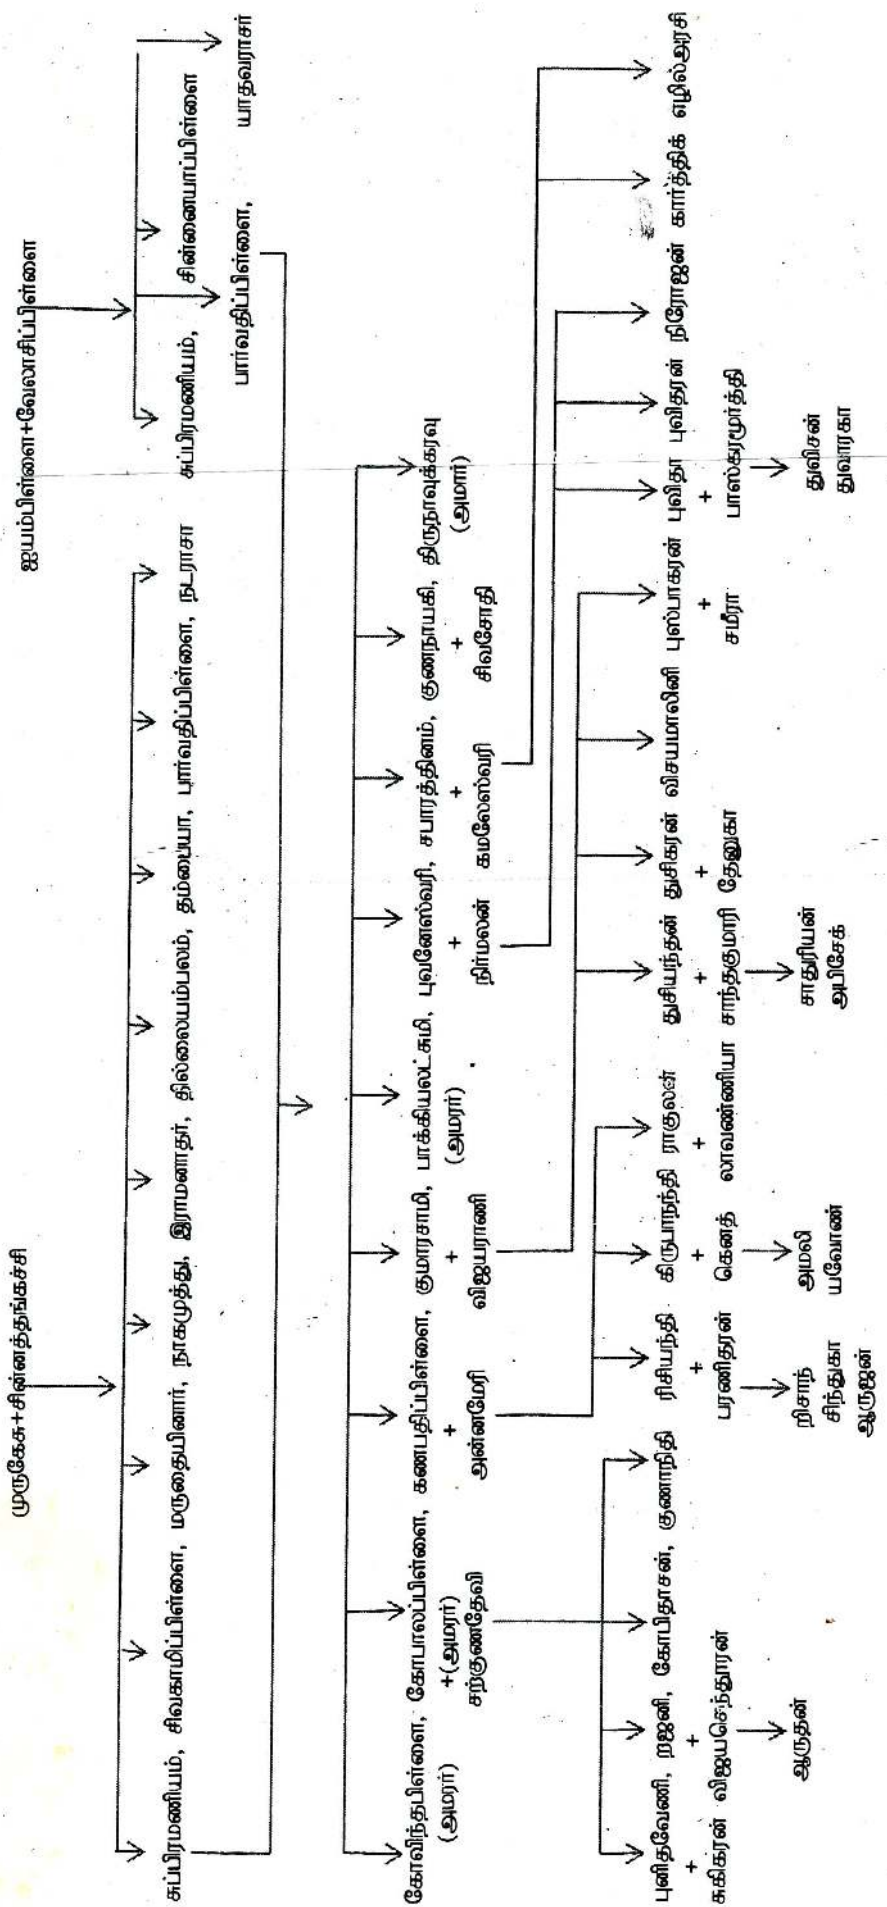 முருகேசு+சின்னத்தங்கச்சி
ஐயம்பிள்ளை+வேலாசிப்பிள்ளை
சுப்பிரமணியம், சிவகாமிப்பிள்ளை, மருதையினார், நாகமுத்து, இராமனாதர், தில்லையம்பலம், தம்பையா, பார்வதிப்பிள்ளை, நடராசா
சுப்பிரமணியம், சின்னையாப்பிள்ளை
பார்வதிப்பிள்ளை, யாதவராசர்
கோவிந்தபிள்ளை, கோபாலப்பிள்ளை, கணபதிப்பிள்ளை, குமாரசாமி, பாக்கியலட்சுமி, புவனேஸ்வரி, சபாரத்தினம், குணநாயகி, திருநாவுக்கரவு
(அமரர்) +(அமரர்) + + (அமரர்) + + + (அமரர்)
சற்குணதேவி அன்னமேரி விஜயராணி நிர்மலன் கமலேஸ்வரி சிவசோதி
புனிதவேணி, றஜனி, கோபிதாசன், குணாநிதி ரிசியந்தி கிருபாநந்தி ராகுலன் துசியந்தன் துசிகரன் விசயமாலினி புஸ்பாகரன் புவிதா புவிதரன் நிரோஜன் கார்த்திக் எழில்அரசி
+ + + + + + + + +
சுகிகரன் விஜயசெந்தூரன் பரணிதரன் கெனத் லாவண்ணியா சாந்தகுமாரி தேனுகா சமீரா பாஸ்கரமூர்த்தி
ஆருதன் றிசாந் அமலி சாதுரியன் துவிசன்
சிந்துகா யவோண் அபிசேக் துவாரகா
ஆருஜன்